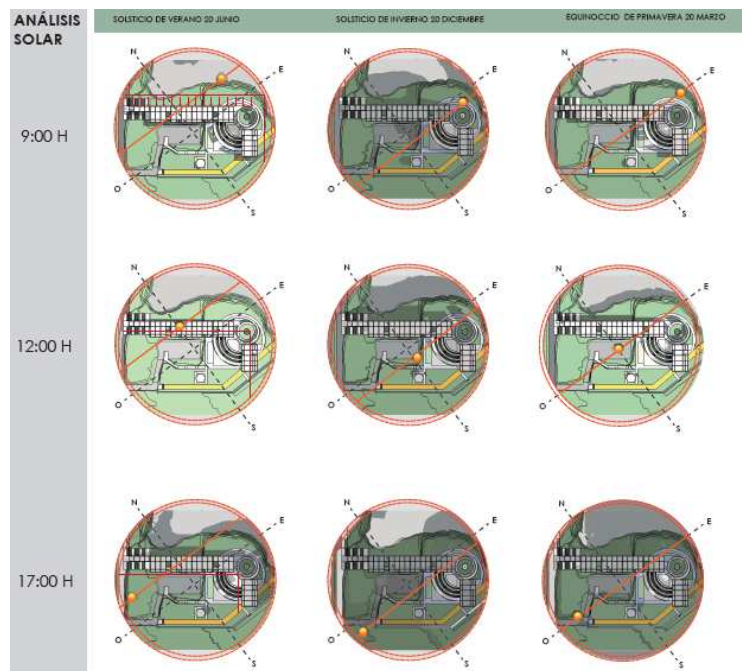 ANÁLISIS
SOLAR
SOLSTICIO DE VERANO 20 JUNIO
SOLSTICIO DE INVIERNO 20 DICIEMBRE
EQUINOCCIO DE PRIMAVERA 20 MARZO
9:00 H
N
E
O
S
N
E
O
S
N
E
O
S
12:00 H
N
E
O
S
N
E
O
S
N
E
O
S
17:00 H
N
E
O
S
N
E
O
S
N
E
O
S